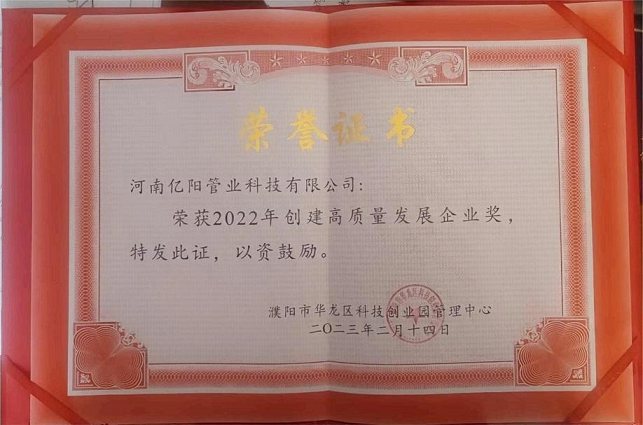 荣誉证书
河南亿阳管业科技有限公司:
荣获2022年创建高质量发展企业奖，
特发此证，以资鼓励。
濮阳市华龙区科技创业园管理中心
二〇二三年二月十四日